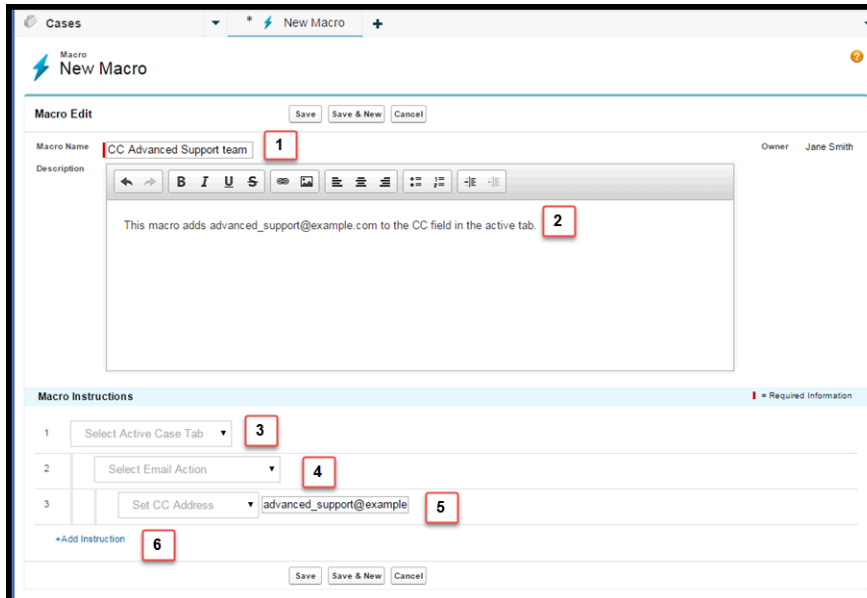 Cases
* New Macro +
Macro
New Macro
?
Macro Edit
Save Save & New Cancel
Macro Name CC Advanced Support team 1 Owner Jane Smith
Description
B I U S
This macro adds advanced_support@example.com to the CC field in the active tab. 2
Macro Instructions = Required Information
1 Select Active Case Tab 3
2 Select Email Action 4
3 Set CC Address advanced_support@example 5
+Add Instruction 6
Save Save & New Cancel